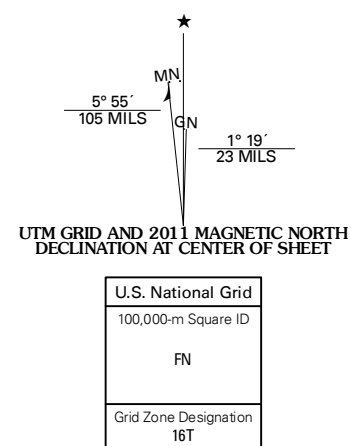 ★
MN
5° 55´
105 MILS
GN
1° 19´
23 MILS
UTM GRID AND 2011 MAGNETIC NORTH
DECLINATION AT CENTER OF SHEET
U.S. National Grid
100,000-m Square ID
FN
Grid Zone Designation
16T